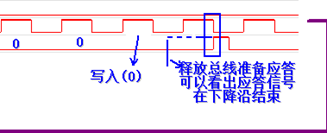 0 0
写入(0)
释放总线准备应答
可以看出应答信号
在下降沿结束